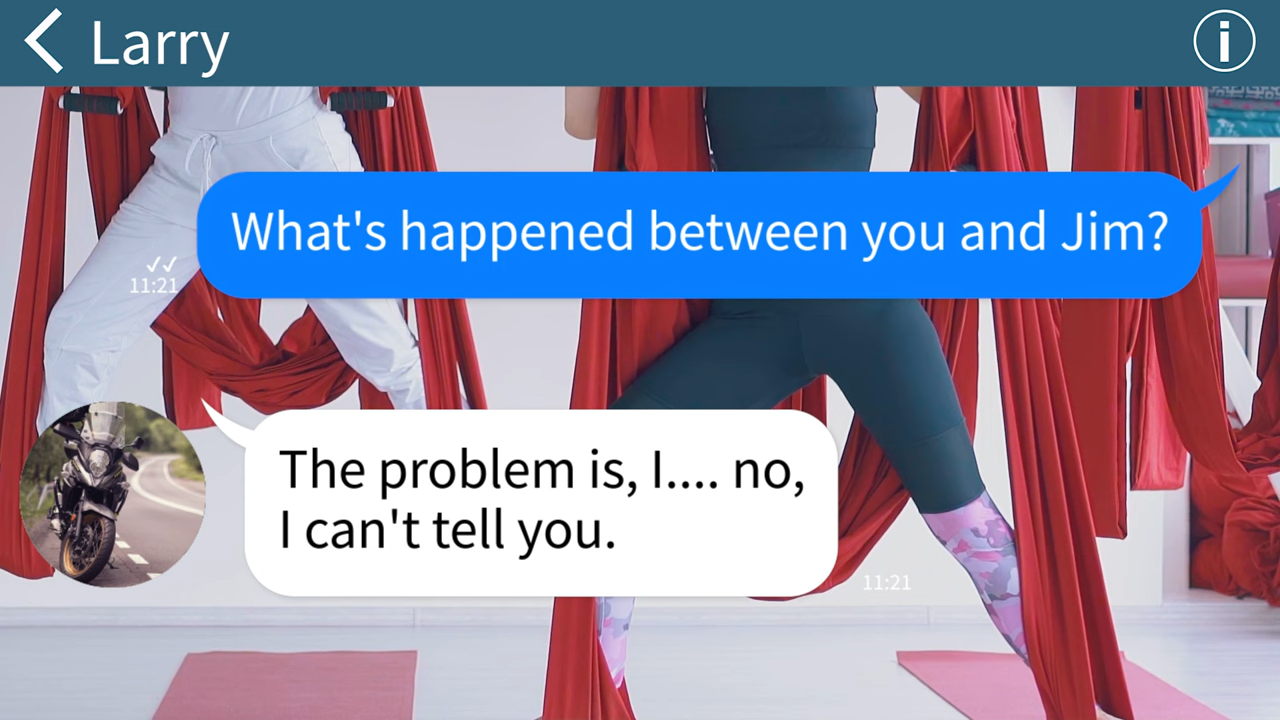 Larry
What's happened between you and Jim?
11:21
The problem is, I.... no,
I can't tell you.
11:21